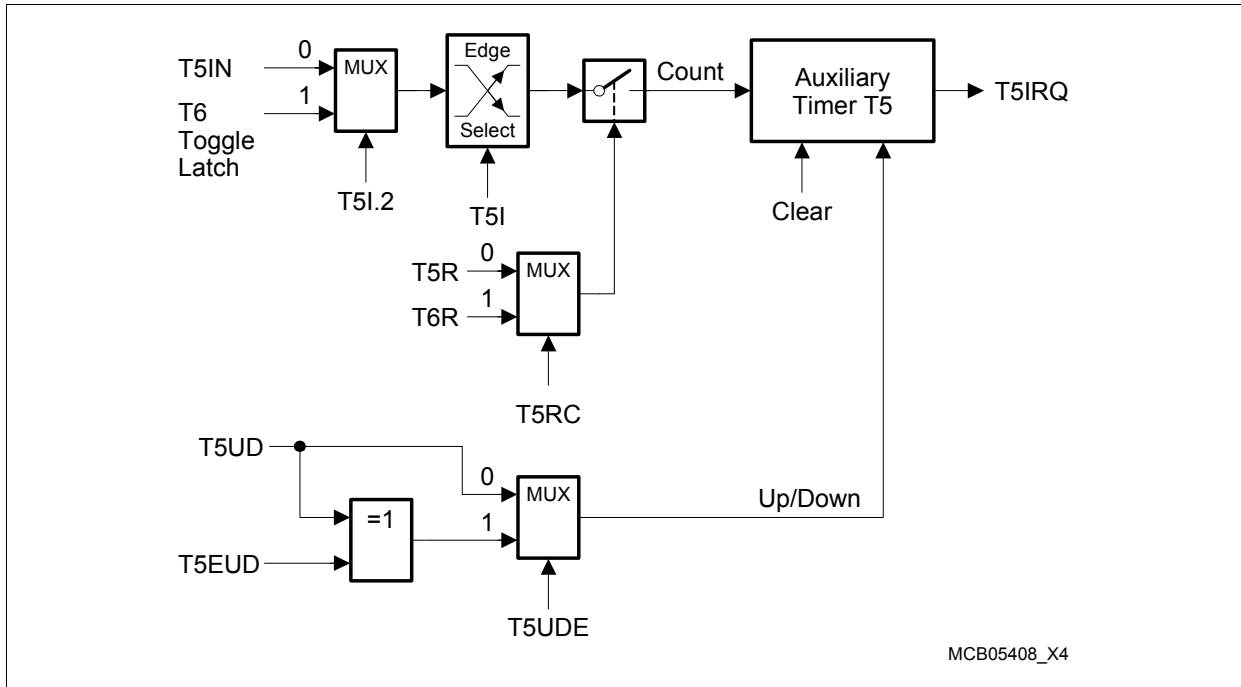 T5IN
0
MUX
T6
Toggle
Latch
1
T5I.2
Edge
Select
T5I
Count
Auxiliary
Timer T5
T5IRQ
Clear
T5R
0
MUX
T6R
1
T5RC
T5UD
0
MUX
=1
1
T5EUD
Up/Down
T5UDE
MCB05408_X4